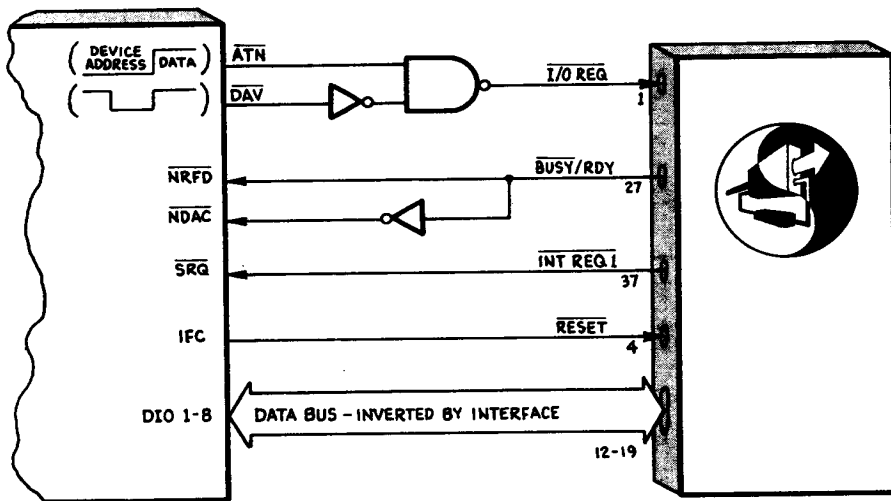 DEVICE ADDRESS DATA
ATN
I/O REQ
1
DAV
NRFD
BUSY/RDY
27
NDAC
SRQ
INT REQ 1
37
IFC
RESET
4
DIO 1-8
DATA BUS - INVERTED BY INTERFACE
12-19